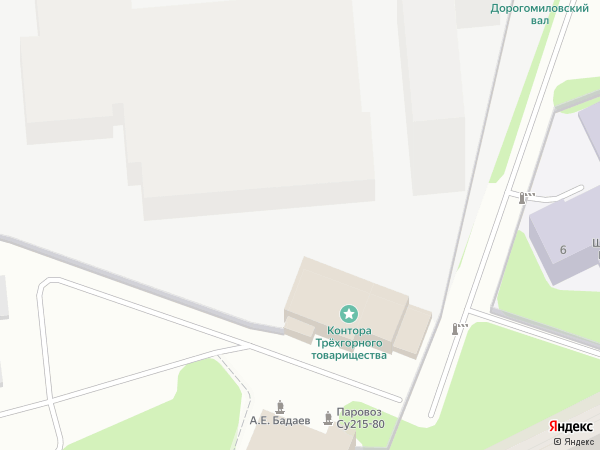 Дорогомиловский
вал
6
Контора
Трёхгорного
товарищества
А.Е. Бадаев
Паровоз
Су215-80
Яндекс
© Яндекс